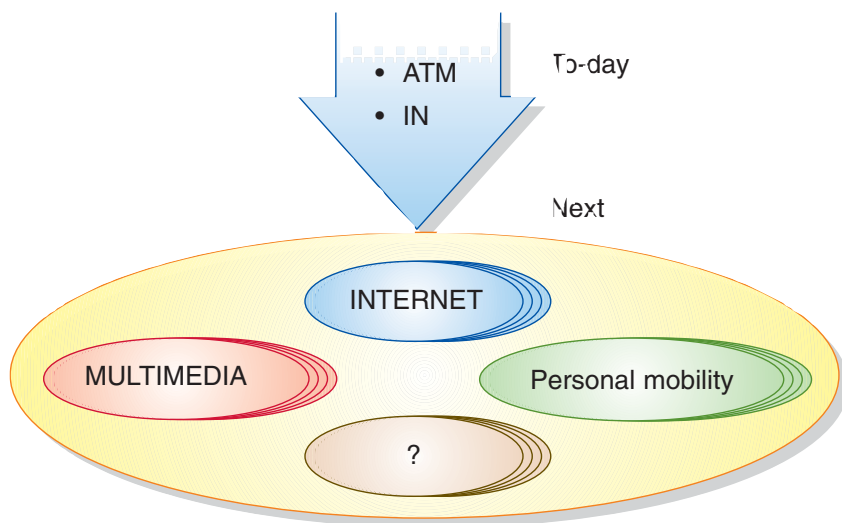 • ATM
To-day
• IN
Next
INTERNET
MULTIMEDIA
Personal mobility
?